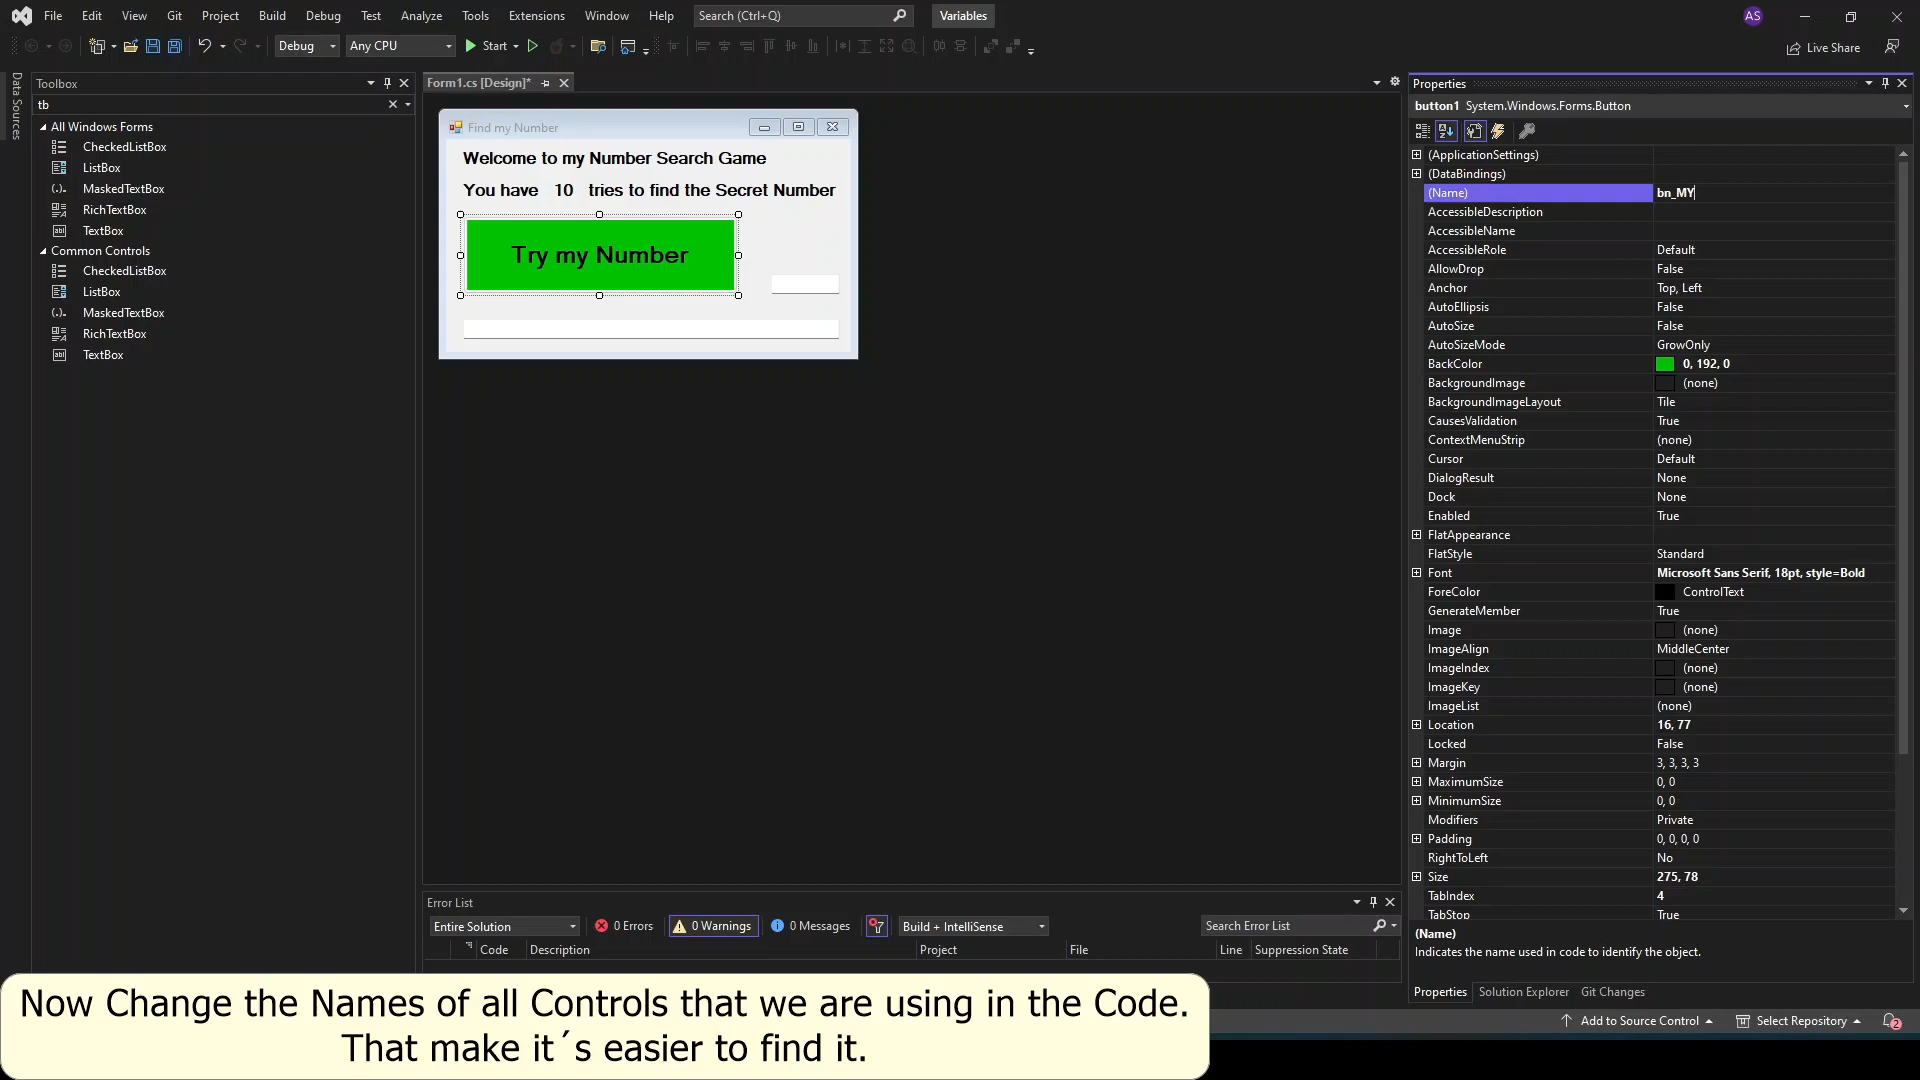 File Edit View Git Project Build Debug Test Analyze Tools Extensions Window Help Search (Ctrl+Q) Variables AS
Debug Any CPU Start Live Share
Data Sources
Toolbox
tb
All Windows Forms
CheckedListBox
ListBox
MaskedTextBox
RichTextBox
TextBox
Common Controls
CheckedListBox
ListBox
MaskedTextBox
RichTextBox
TextBox
Form1.cs [Design]*
Find my Number
Welcome to my Number Search Game
You have 10 tries to find the Secret Number
Try my Number
Properties
button1 System.Windows.Forms.Button
(ApplicationSettings)
(DataBindings)
(Name) bn_MY
AccessibleDescription
AccessibleName
AccessibleRole Default
AllowDrop False
Anchor Top, Left
AutoEllipsis False
AutoSize False
AutoSizeMode GrowOnly
BackColor 0, 192, 0
BackgroundImage (none)
BackgroundImageLayout Tile
CausesValidation True
ContextMenuStrip (none)
Cursor Default
DialogResult None
Dock None
Enabled True
FlatAppearance
FlatStyle Standard
Font Microsoft Sans Serif, 18pt, style=Bold
ForeColor ControlText
GenerateMember True
Image (none)
ImageAlign MiddleCenter
ImageIndex (none)
ImageKey (none)
ImageList (none)
Location 16, 77
Locked False
Margin 3, 3, 3, 3
MaximumSize 0, 0
MinimumSize 0, 0
Modifiers Private
Padding 0, 0, 0, 0
RightToLeft No
Size 275, 78
TabIndex 4
TabStop True
(Name)
Indicates the name used in code to identify the object.
Properties Solution Explorer Git Changes
Error List
Entire Solution 0 Errors 0 Warnings 0 Messages Build + IntelliSense Search Error List
Code Description Project File Line Suppression State
Add to Source Control Select Repository 2
Now Change the Names of all Controls that we are using in the Code.
That make it´s easier to find it.